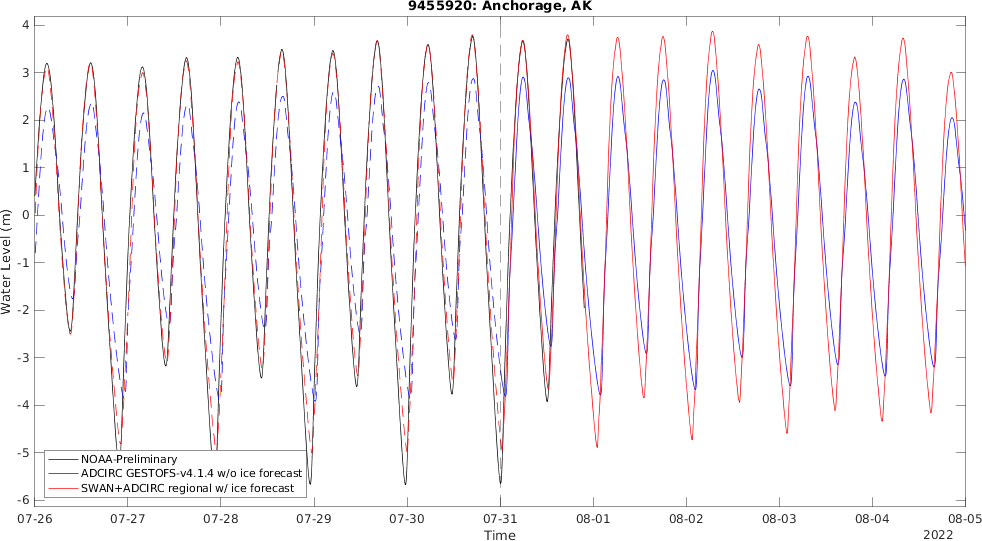 9455920: Anchorage, AK
4
3
2
1
0
-1
-2
-3
-4
-5
-6
Water Level (m)
NOAA-Preliminary
ADCIRC GESTOFS-v4.1.4 w/o ice forecast
SWAN+ADCIRC regional w/ ice forecast
07-26 07-27 07-28 07-29 07-30 07-31 08-01 08-02 08-03 08-04 08-05
Time
2022